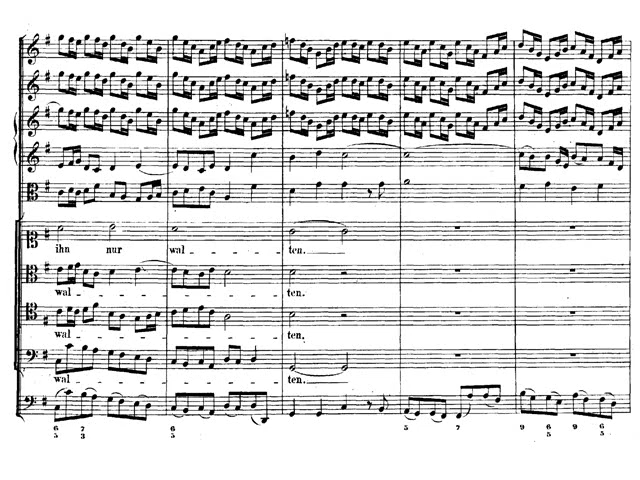 ihn nur wal - - - ten.
wal - - - - - - - ten.
wal - - - - - - - ten.
wal - - - - - - - ten.
6 7 6 5 7 9 6 9 6
5 3 5 5 5